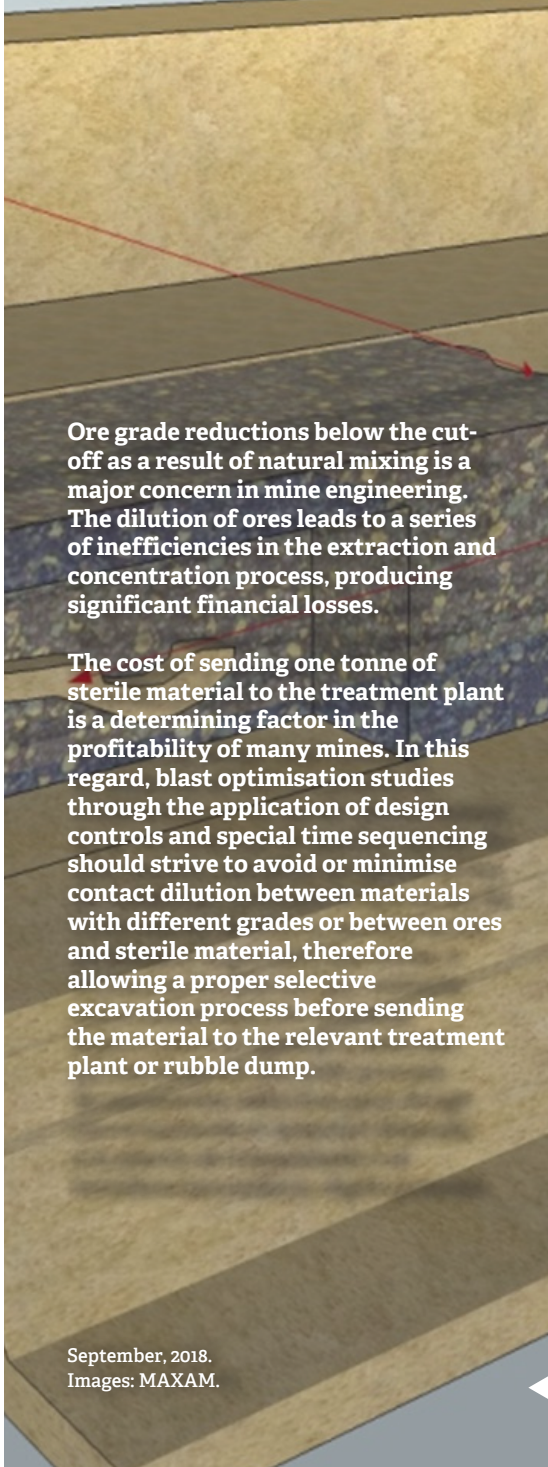 Ore grade reductions below the cut-
off as a result of natural mixing is a
major concern in mine engineering.
The dilution of ores leads to a series
of inefficiencies in the extraction and
concentration process, producing
significant financial losses.
The cost of sending one tonne of
sterile material to the treatment plant
is a determining factor in the
profitability of many mines. In this
regard, blast optimisation studies
through the application of design
controls and special time sequencing
should strive to avoid or minimise
contact dilution between materials
with different grades or between ores
and sterile material, therefore
allowing a proper selective
excavation process before sending
the material to the relevant treatment
plant or rubble dump.
September, 2018.
Images: MAXAM.